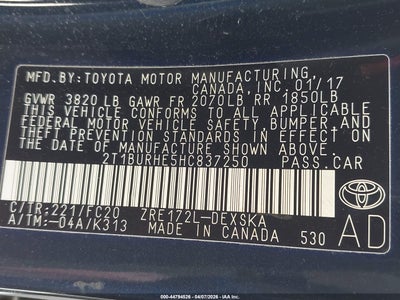 MFD. BY: TOYOTA MOTOR MANUFACTURING,
CANADA, INC. 01/17
GVWR 3820 LB GAWR FR 2070LB RR 1850LB
THIS VEHICLE CONFORMS TO ALL APPLICABLE
FEDERAL MOTOR VEHICLE SAFETY, BUMPER, AND
THEFT PREVENTION STANDARDS IN EFFECT ON
THE DATE OF MANUFACTURE SHOWN ABOVE.
2T1BURHE5HC837250 PASS.CAR
C/TR: 221/FC20 ZRE172L-DEXSKA
A/TM: -04A/K313 MADE IN CANADA 530
TOYOTA
AD
000-44794526 - 04/07/2026 - IAA Inc.